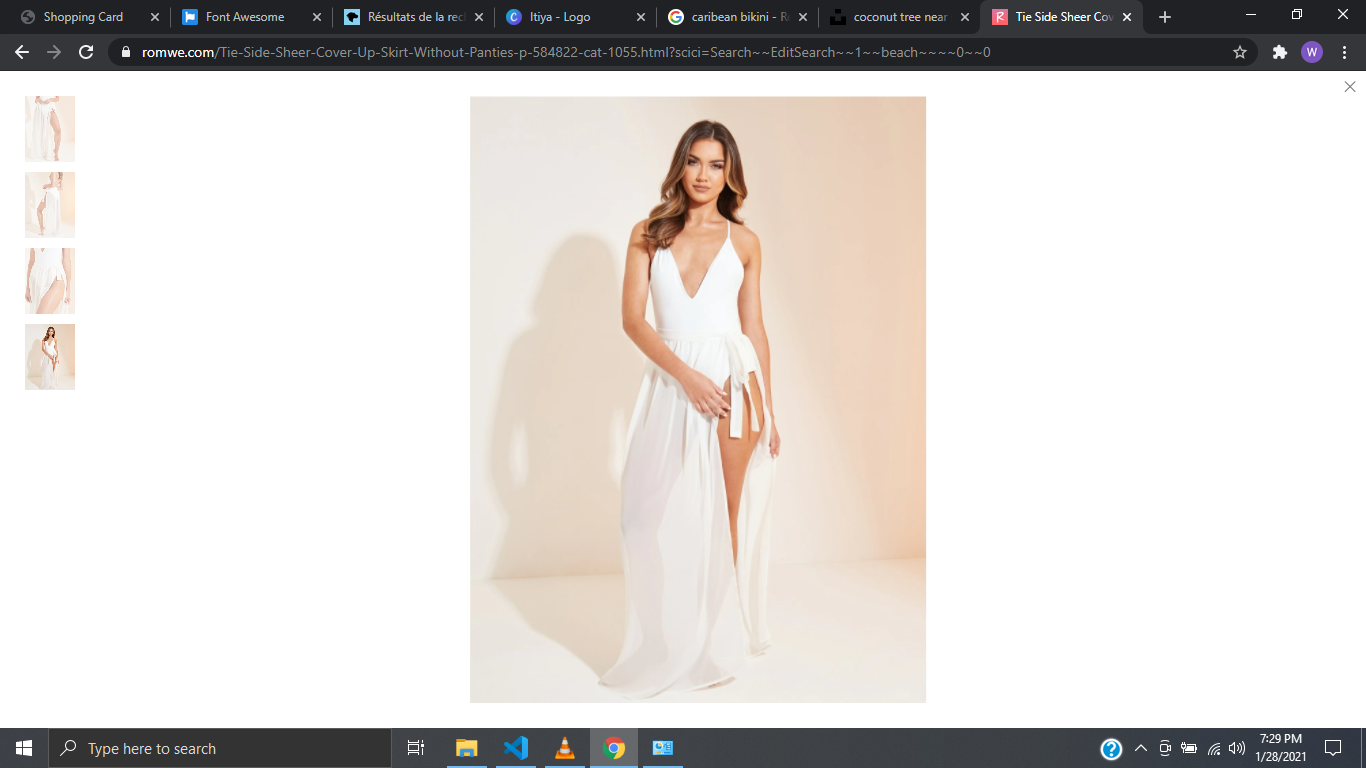 Shopping Card
Font Awesome
Résultats de la rec
Itiya - Logo
caribean bikini - R
coconut tree near
Tie Side Sheer Cov
romwe.com/Tie-Side-Sheer-Cover-Up-Skirt-Without-Panties-p-584822-cat-1055.html?scici=Search~~EditSearch~~1~~beach~~~~0~~0
W
Type here to search
7:29 PM
1/28/2021